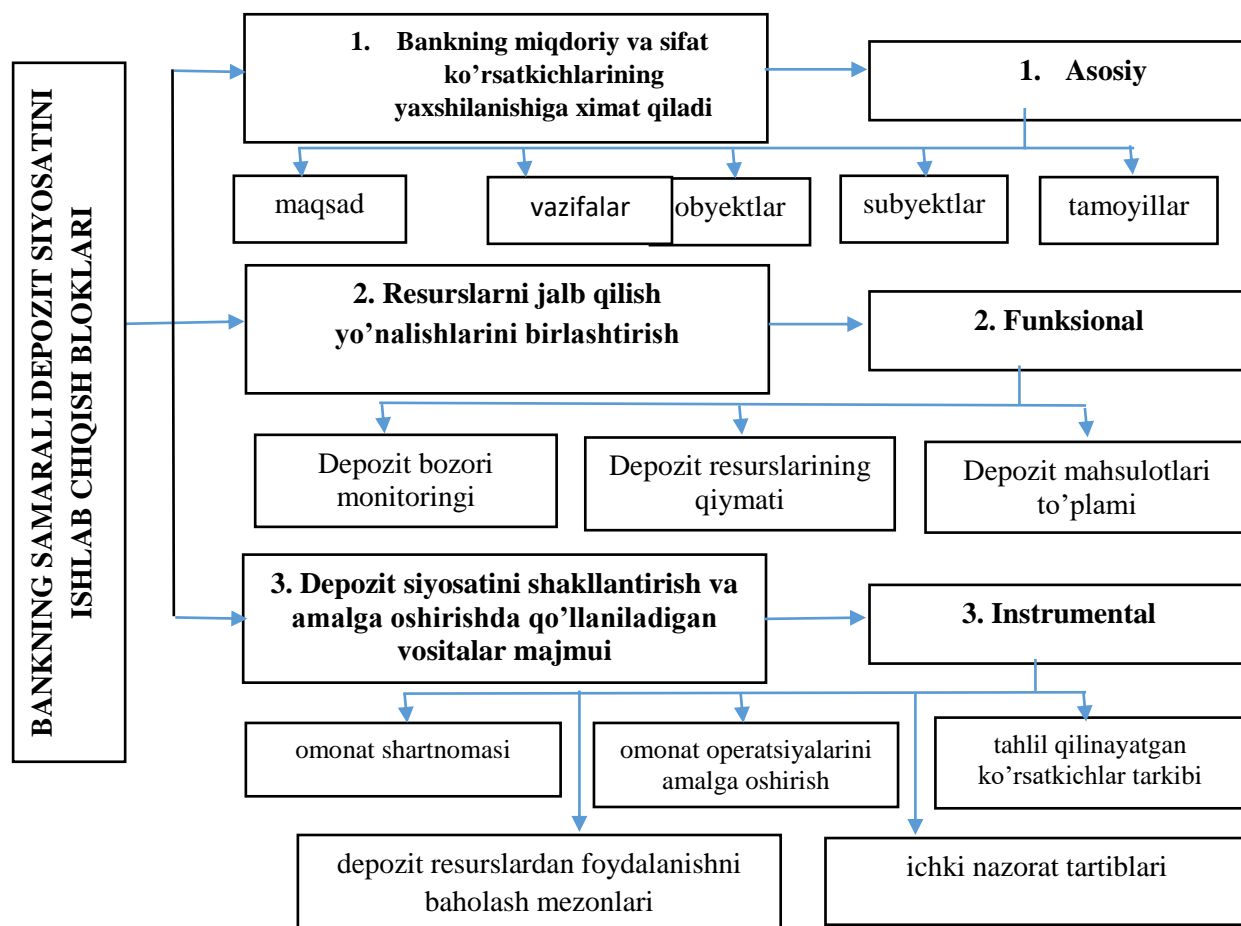 BANKNING SAMARALI DEPOZIT SIYOSATINI
ISHLAB CHIQISH BLOKLARI
1. Bankning miqdoriy va sifat
ko’rsatkichlarining
yaxshilanishiga ximat qiladi
1. Asosiy
maqsad
vazifalar
obyektlar
subyektlar
tamoyillar
2. Resurslarni jalb qilish
yo’nalishlarini birlashtirish
2. Funksional
Depozit bozori
monitoringi
Depozit resurslarining
qiymati
Depozit mahsulotlari
to’plami
3. Depozit siyosatini shakllantirish va
amalga oshirishda qo’llaniladigan
vositalar majmui
3. Instrumental
omonat shartnomasi
omonat operatsiyalarini
amalga oshirish
tahlil qilinayatgan
ko’rsatkichlar tarkibi
depozit resurslardan foydalanishni
baholash mezonlari
ichki nazorat tartiblari